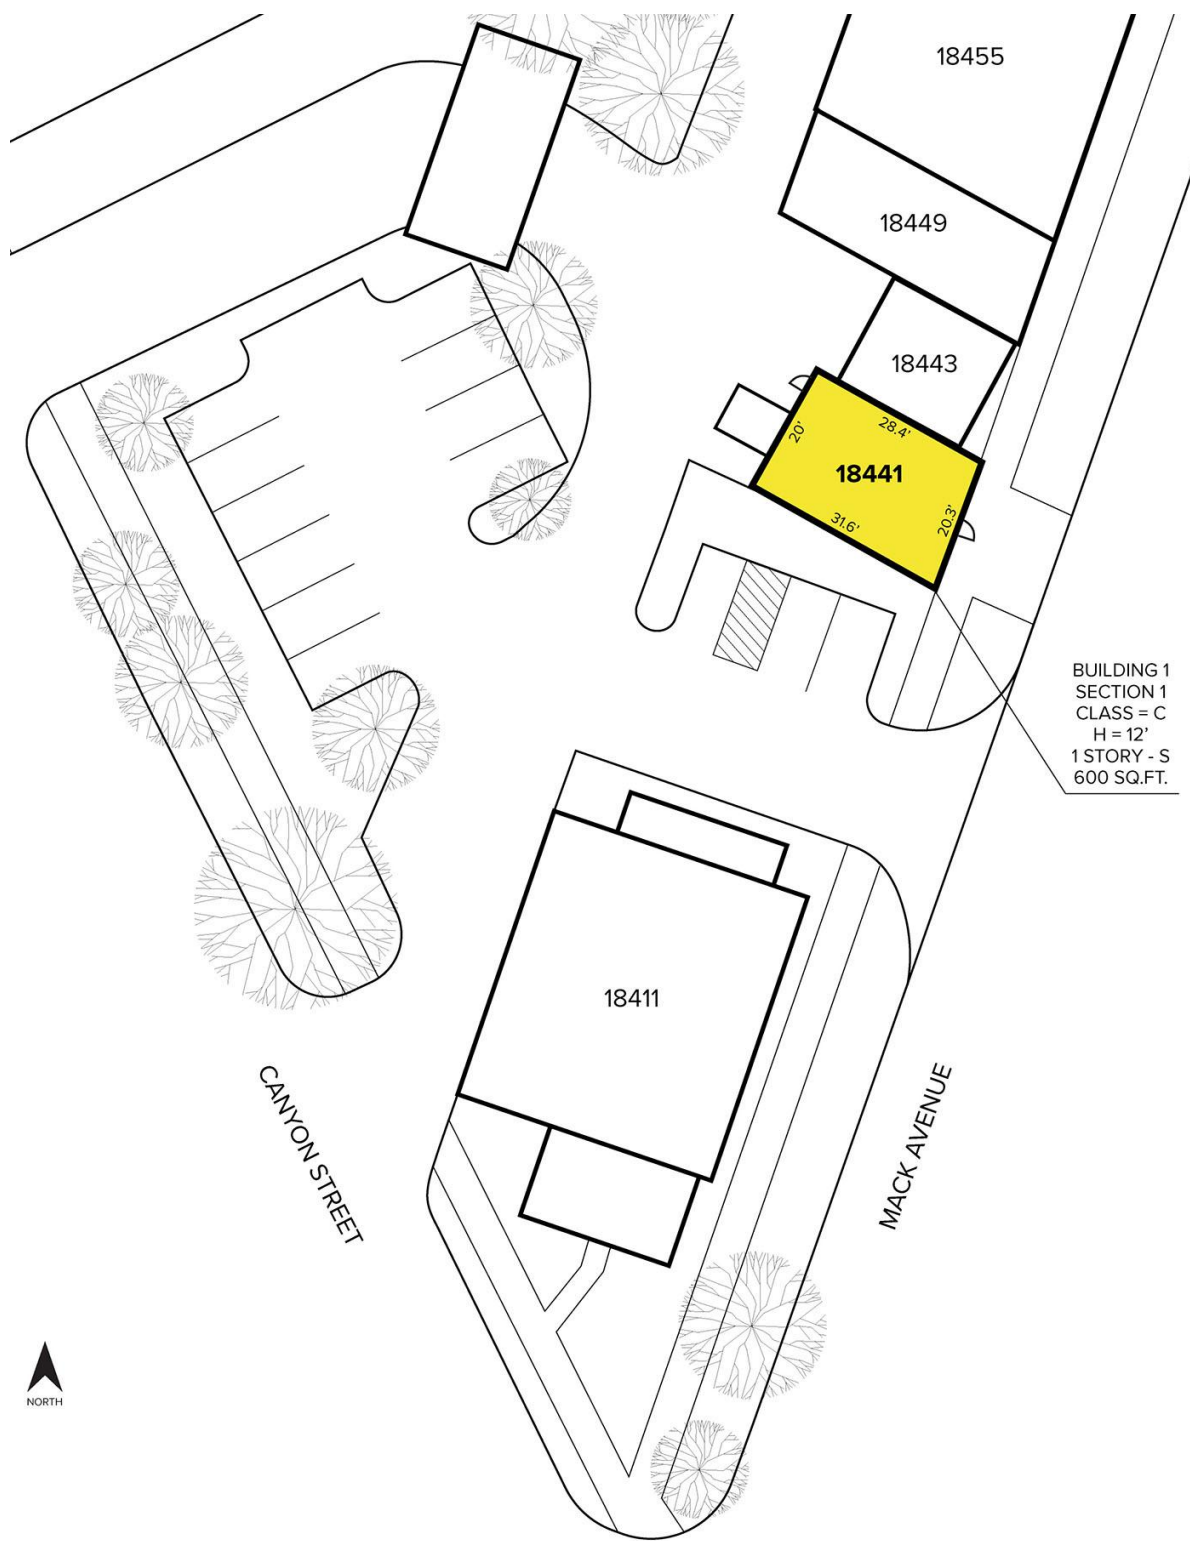 18455
18449
18443
28.4'
20'
18441
31.6'
20.3'
BUILDING 1
SECTION 1
CLASS = C
H = 12'
1 STORY - S
600 SQ.FT.
18411
CANYON STREET
MACK AVENUE
NORTH